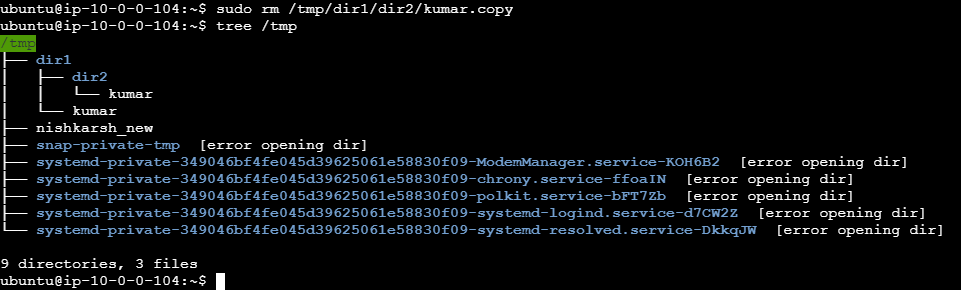 ubuntu@ip-10-0-0-104:~$ sudo rm /tmp/dir1/dir2/kumar.copy
ubuntu@ip-10-0-0-104:~$ tree /tmp
/tmp
├── dir1
│   ├── dir2
│   │   └── kumar
│   └── kumar
├── nishkarsh_new
├── snap-private-tmp  [error opening dir]
├── systemd-private-349046bf4fe045d39625061e58830f09-ModemManager.service-KOH6B2  [error opening dir]
├── systemd-private-349046bf4fe045d39625061e58830f09-chrony.service-ffoaIN  [error opening dir]
├── systemd-private-349046bf4fe045d39625061e58830f09-polkit.service-bFT7Zb  [error opening dir]
├── systemd-private-349046bf4fe045d39625061e58830f09-systemd-logind.service-d7CW2Z  [error opening dir]
└── systemd-private-349046bf4fe045d39625061e58830f09-systemd-resolved.service-DkkqJW  [error opening dir]
9 directories, 3 files
ubuntu@ip-10-0-0-104:~$